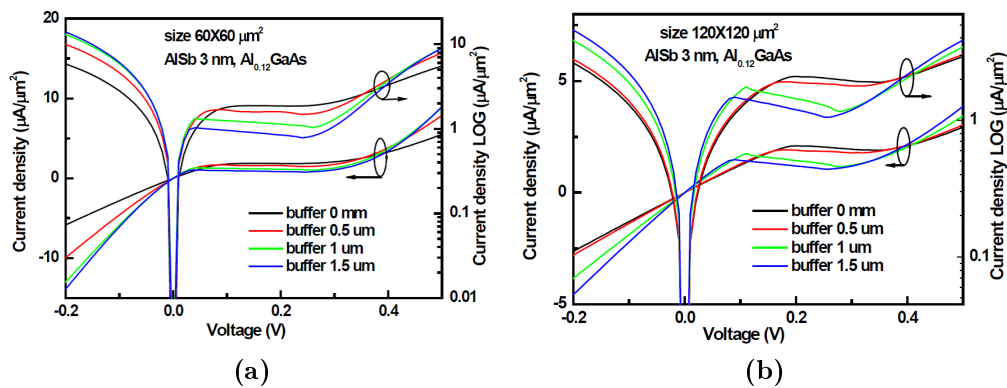 size 60X60 μm²
AlSb 3 nm, Al₀.₁₂GaAs
Current density (μA/μm²)
20
10
0
-10
Current density LOG (μA/μm²)
10
1
0.1
0.01
buffer 0 mm
buffer 0.5 um
buffer 1 um
buffer 1.5 um
-0.2
0.0
0.2
0.4
Voltage (V)
(a)
size 120X120 μm²
AlSb 3 nm, Al₀.₁₂GaAs
Current density (μA/μm²)
5
0
-5
Current density LOG (μA/μm²)
1
0.1
buffer 0 mm
buffer 0.5 um
buffer 1 um
buffer 1.5 um
-0.2
0.0
0.2
0.4
Voltage (V)
(b)